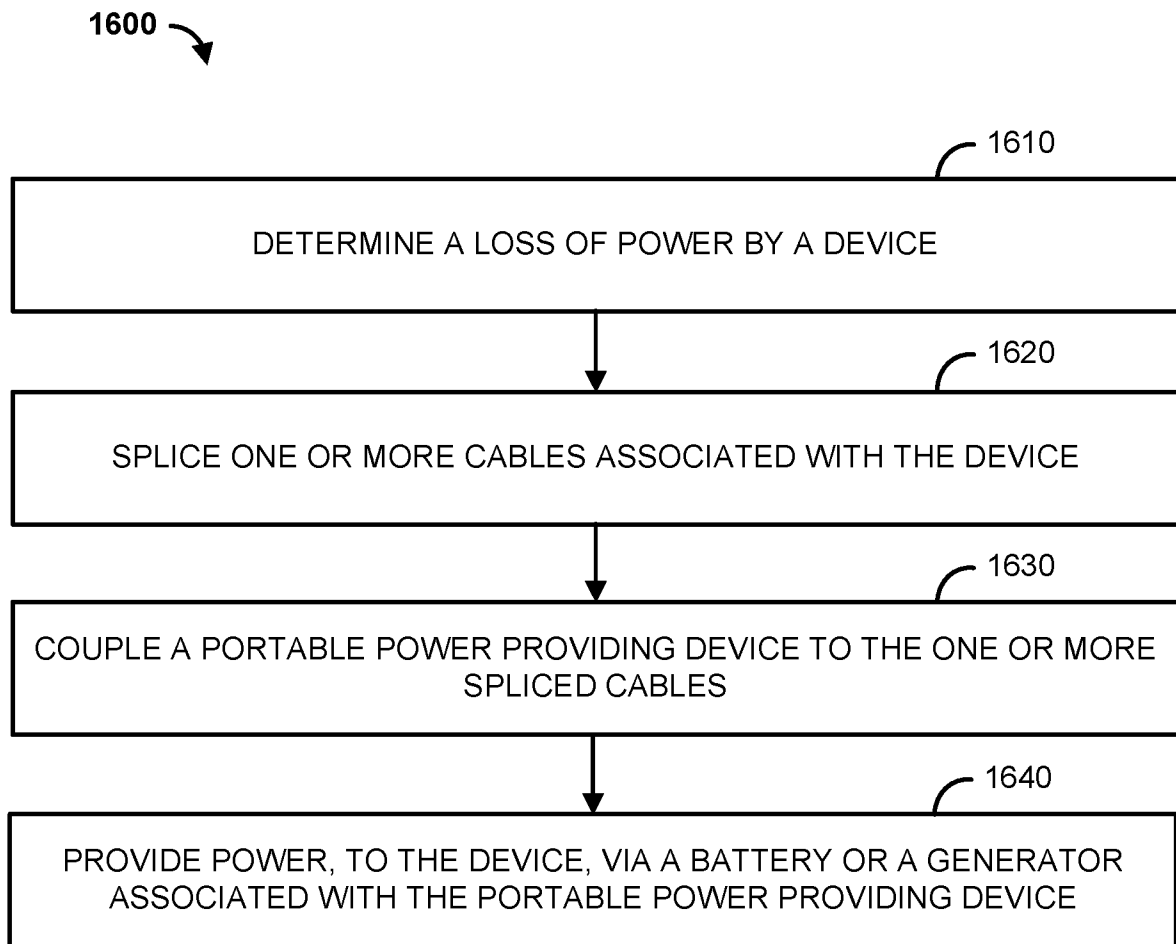 1600
1610
DETERMINE A LOSS OF POWER BY A DEVICE
1620
SPLICE ONE OR MORE CABLES ASSOCIATED WITH THE DEVICE
1630
COUPLE A PORTABLE POWER PROVIDING DEVICE TO THE ONE OR MORE
SPLICED CABLES
1640
PROVIDE POWER, TO THE DEVICE, VIA A BATTERY OR A GENERATOR
ASSOCIATED WITH THE PORTABLE POWER PROVIDING DEVICE